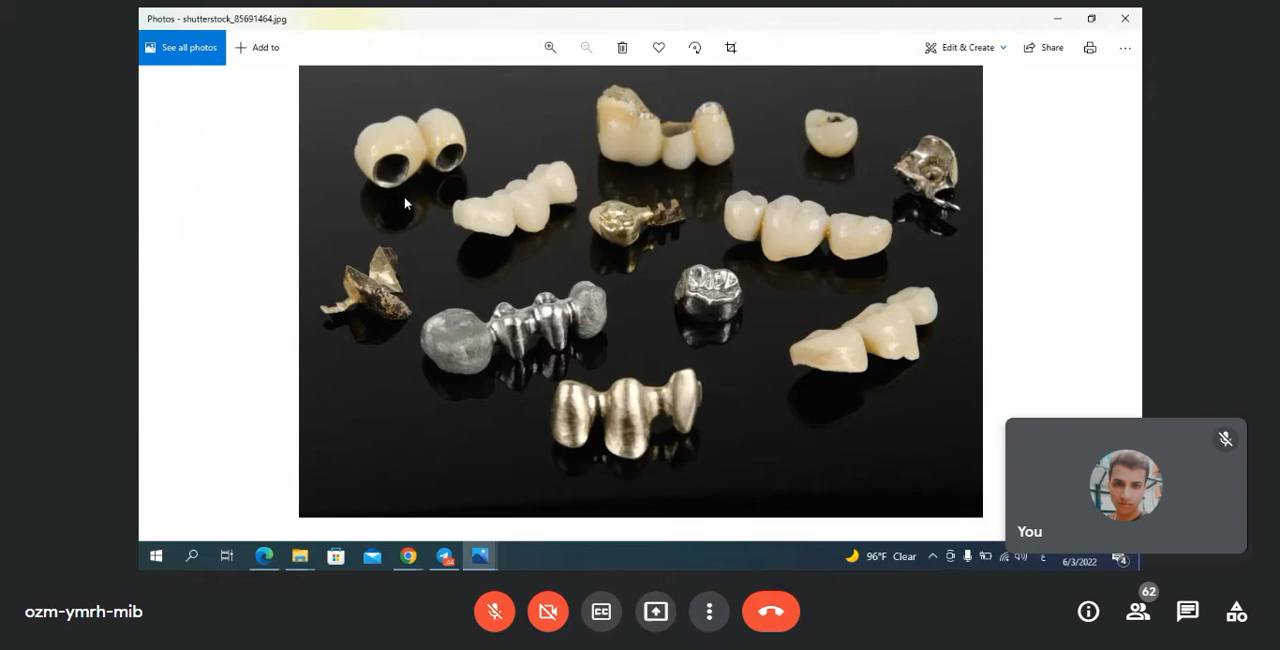 Photos - shutterstock_85691464.jpg
See all photos
Add to
Edit & Create
Share
You
96°F Clear
ع
6/3/2022
4
ozm-ymrh-mib
62